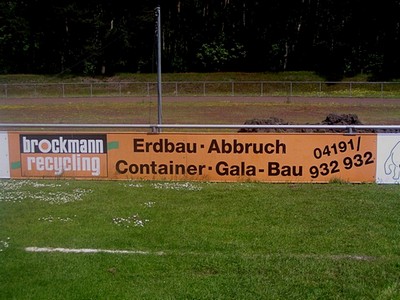 brockmann
recycling
Erdbau · Abbruch
Container · Gala-Bau
04191/
932 932